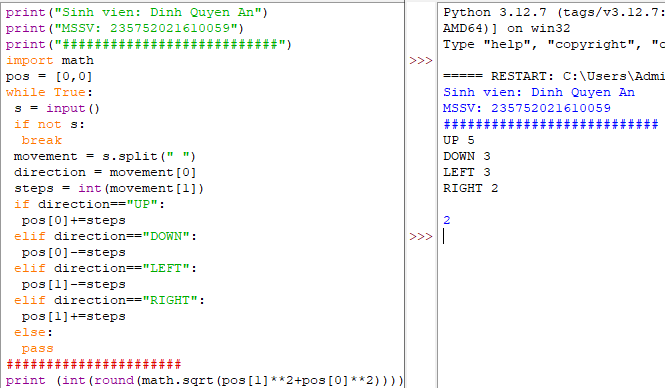 print("Sinh vien: Dinh Quyen An")
print("MSSV: 235752021610059")
print("###########################")
import math
pos = [0,0]
while True:
 s = input()
 if not s:
  break
 movement = s.split(" ")
 direction = movement[0]
 steps = int(movement[1])
 if direction=="UP":
  pos[0]+=steps
 elif direction=="DOWN":
  pos[0]-=steps
 elif direction=="LEFT":
  pos[1]-=steps
 elif direction=="RIGHT":
  pos[1]+=steps
 else:
  pass
######################
print (int(round(math.sqrt(pos[1]**2+pos[0]**2))))
Python 3.12.7 (tags/v3.12.7:
AMD64)] on win32
Type "help", "copyright", "c
>>>
===== RESTART: C:\Users\Admi
Sinh vien: Dinh Quyen An
MSSV: 235752021610059
###########################
UP 5
DOWN 3
LEFT 3
RIGHT 2
2
>>>